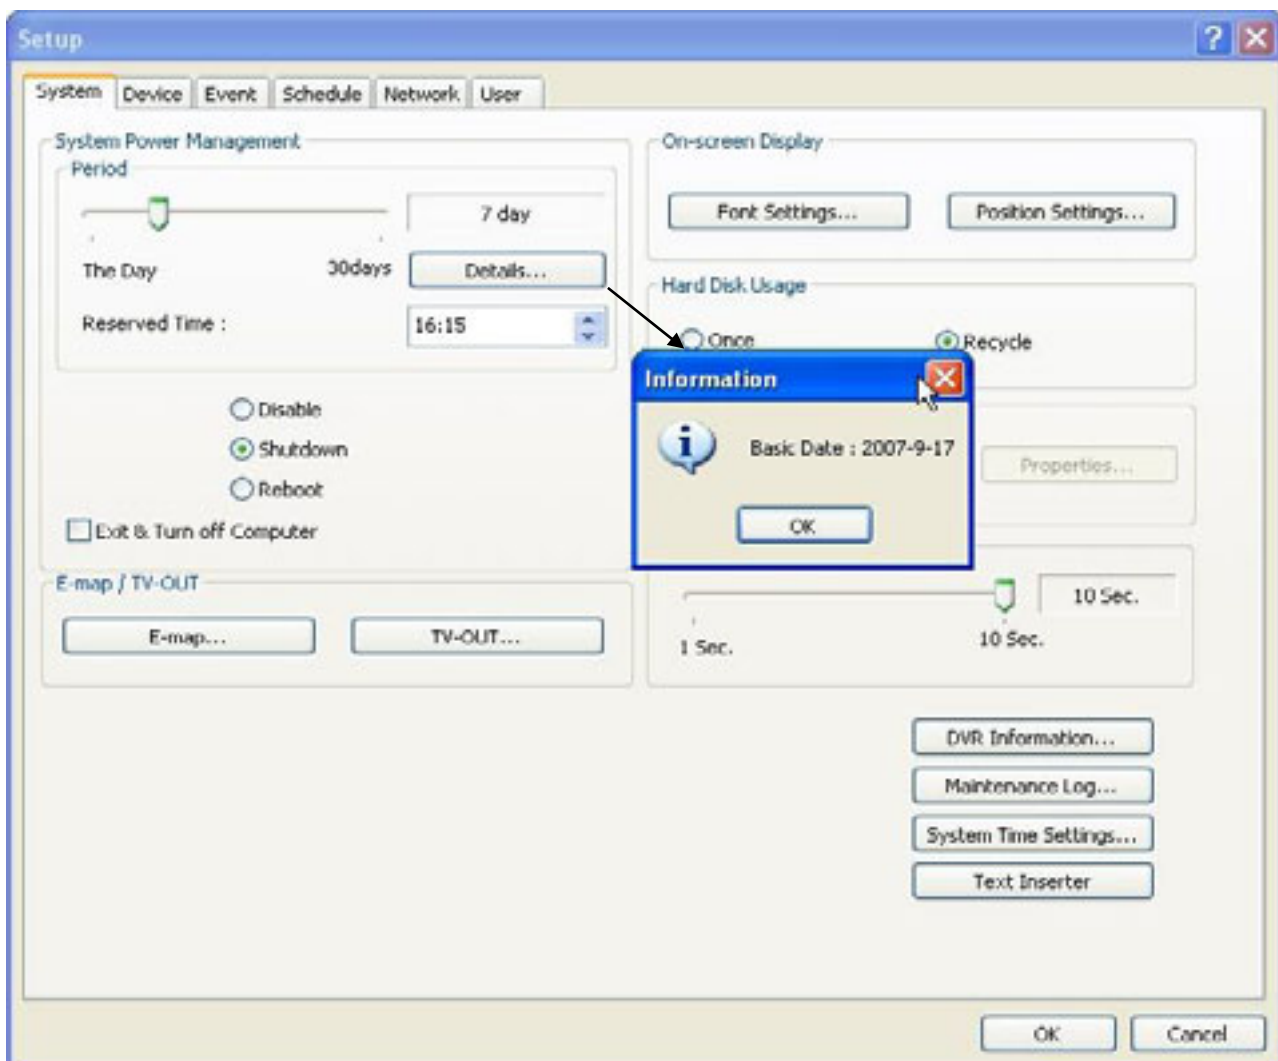 Setup
System Device Event Schedule Network User
System Power Management
Period
7 day
The Day 30days Details...
Reserved Time : 16:15
Disable
Shutdown
Reboot
Exit & Turn off Computer
E-map / TV-OUT
E-map... TV-OUT...
On-screen Display
Font Settings... Position Settings...
Hard Disk Usage
Once Recycle
Information
Basic Date : 2007-9-17
OK
Properties...
10 Sec.
1 Sec. 10 Sec.
DVR Information...
Maintenance Log...
System Time Settings...
Text Inserter
OK Cancel